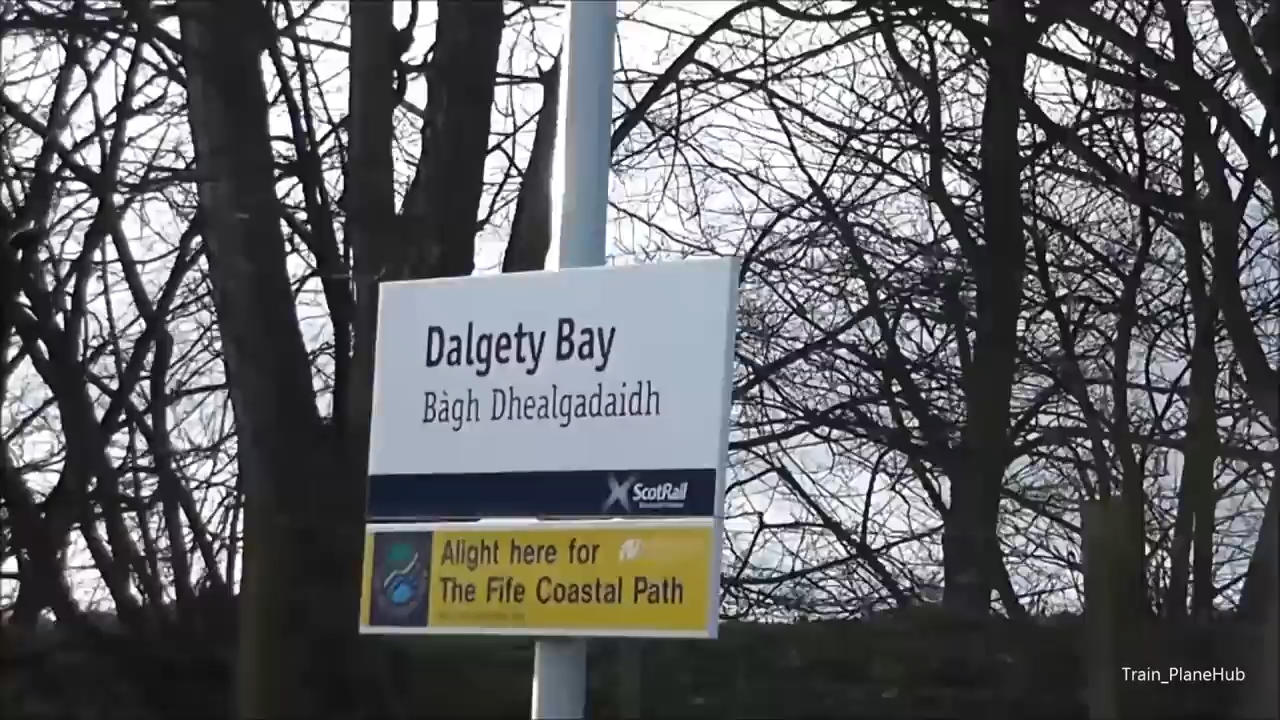 Dalgety Bay
Bàgh Dhealgadaidh
ScotRail
Alight here for
The Fife Coastal Path
Train_PlaneHub